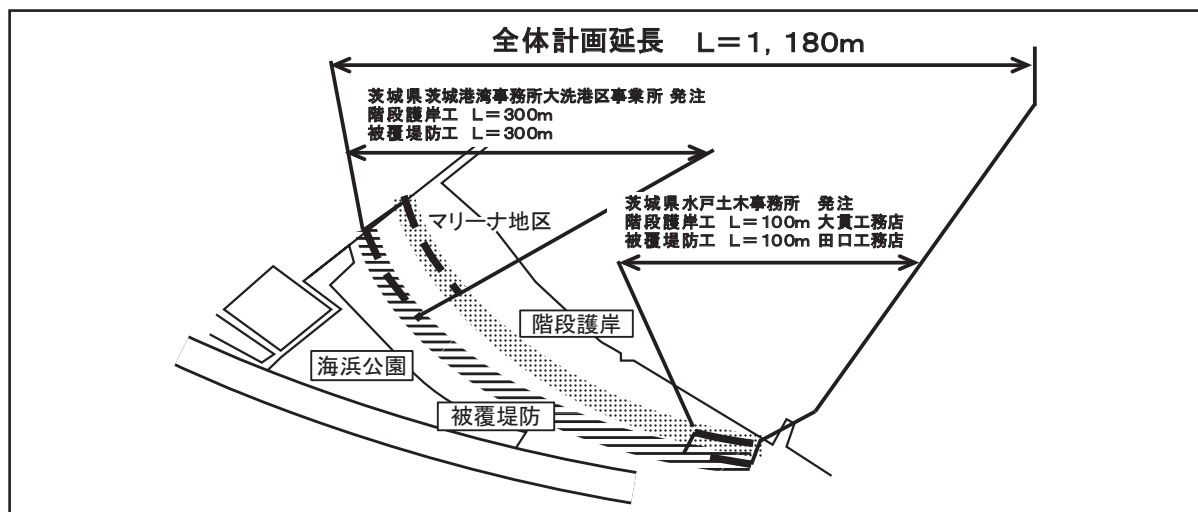 全体計画延長 L=1,180m
茨城県茨城港湾事務所大洗港区事業所 発注
階段護岸工 L=300m
被覆堤防工 L=300m
茨城県水戸土木事務所 発注
階段護岸工 L=100m 大貫工務店
被覆堤防工 L=100m 田口工務店
マリーナ地区
階段護岸
海浜公園
被覆堤防